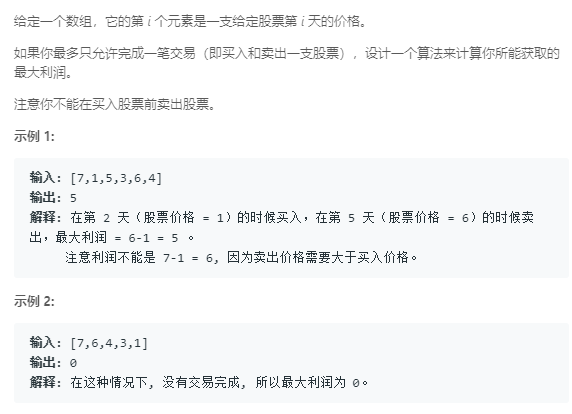 给定一个数组，它的第 i 个元素是一支给定股票第 i 天的价格。
如果你最多只允许完成一笔交易（即买入和卖出一支股票），设计一个算法来计算你所能获取的
最大利润。
注意你不能在买入股票前卖出股票。
示例 1:
输入: [7,1,5,3,6,4]
输出: 5
解释: 在第 2 天（股票价格 = 1）的时候买入，在第 5 天（股票价格 = 6）的时候卖
出，最大利润 = 6-1 = 5 。
注意利润不能是 7-1 = 6, 因为卖出价格需要大于买入价格。
示例 2:
输入: [7,6,4,3,1]
输出: 0
解释: 在这种情况下, 没有交易完成, 所以最大利润为 0。